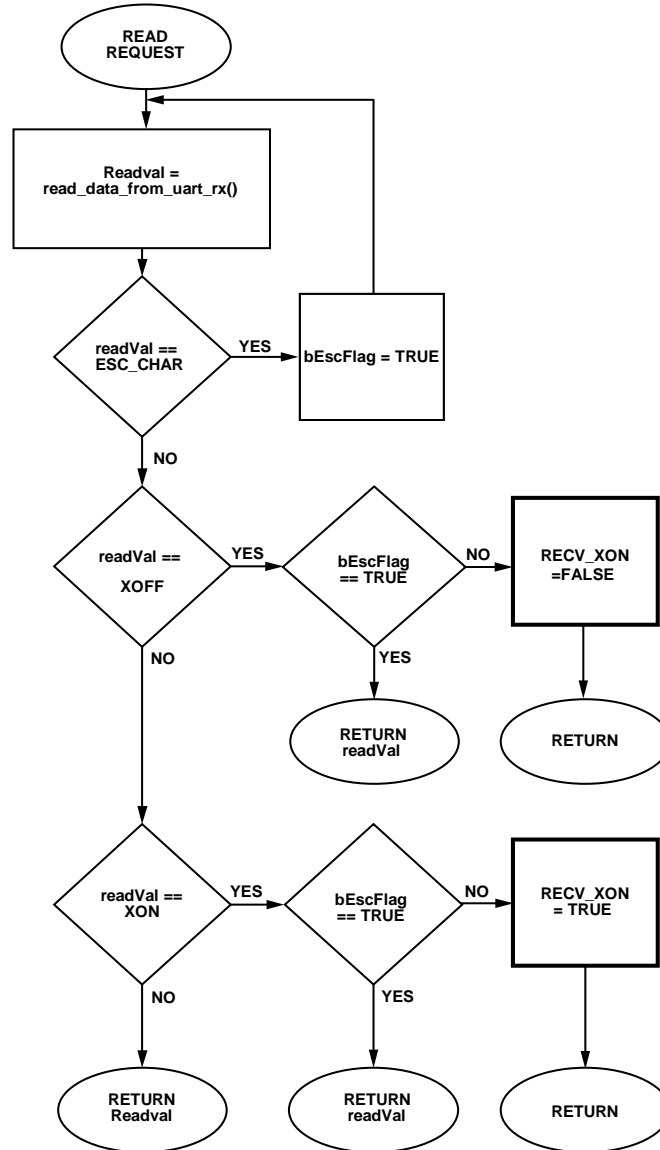 READ
REQUEST
Readval =
read_data_from_uart_rx()
readVal ==
ESC_CHAR
YES
bEscFlag = TRUE
NO
readVal ==
XOFF
YES
bEscFlag
== TRUE
NO
RECV_XON
=FALSE
NO
YES
RETURN
readVal
RETURN
readVal ==
XON
YES
bEscFlag
== TRUE
NO
RECV_XON
= TRUE
NO
YES
RETURN
Readval
RETURN
readVal
RETURN